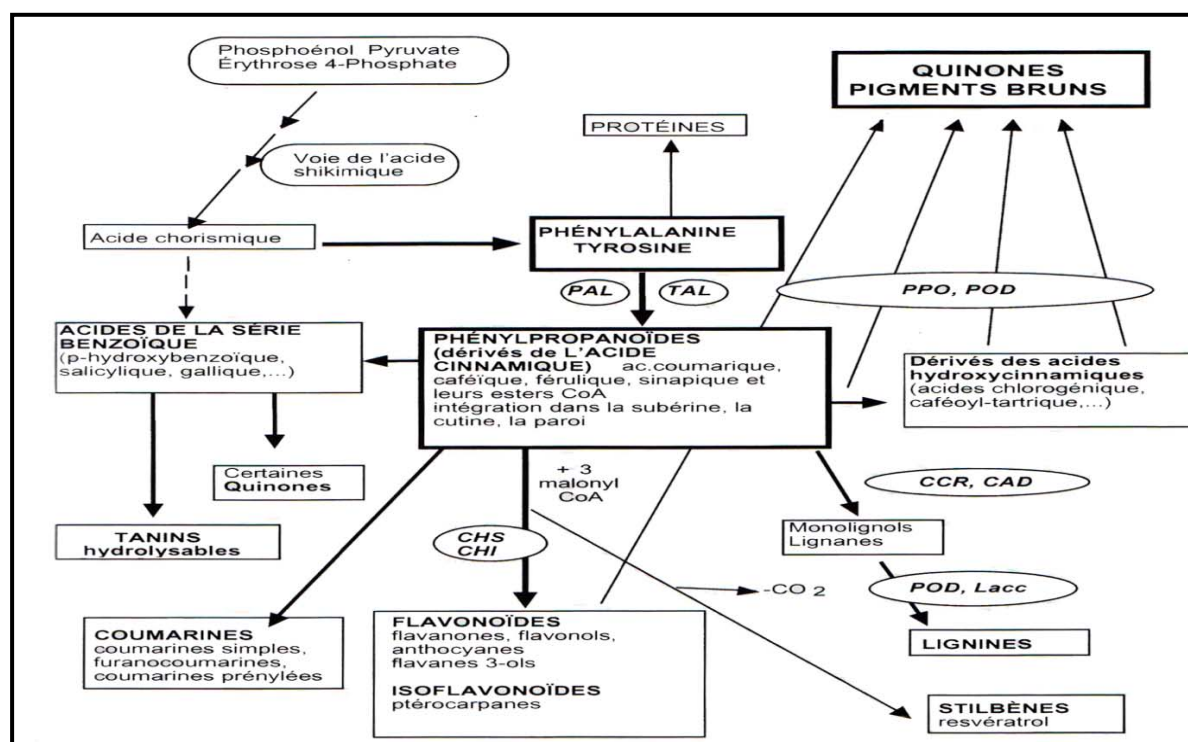 Phosphoénol Pyruvate
Érythrose 4-Phosphate
QUINONES
PIGMENTS BRUNS
PROTÉINES
Voie de l'acide
shikimique
Acide chorismique
PHÉNYLALANINE
TYROSINE
PAL
TAL
PPO, POD
ACIDES DE LA SÉRIE
BENZOÏQUE
(p-hydroxybenzoïque,
salicylique, gallique,...)
PHÉNYLPROPANOÏDES
(dérivés de L'ACIDE
CINNAMIQUE) ac.coumarique,
caféïque, férulique, sinapique et
leurs esters CoA
intégration dans la subérine, la
cutine, la paroi
Dérivés des acides
hydroxycinnamiques
(acides chlorogénique,
caféoyl-tartrique,...)
Certaines
Quinones
+ 3
malonyl
CoA
CCR, CAD
TANINS
hydrolysables
CHS
CHI
Monolignols
Lignanes
-CO2
POD, Lacc
COUMARINES
coumarines simples,
furanocoumarines,
coumarines prénylées
FLAVONOÏDES
flavanones, flavonols,
anthocyanes
flavanes 3-ols
ISOFLAVONOÏDES
ptérocarpanes
LIGNINES
STILBÈNES
resvératrol